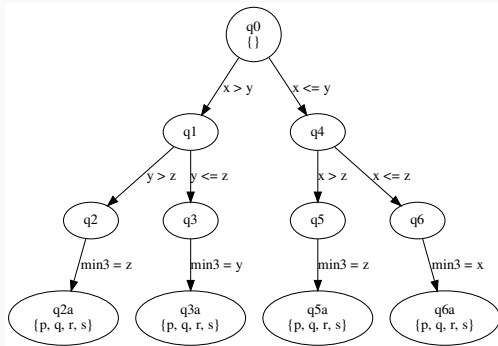 q0
{}
x > y
x <= y
q1
q4
y > z
y <= z
x > z
x <= z
q2
q3
q5
q6
min3 = z
min3 = y
min3 = z
min3 = x
q2a
{p, q, r, s}
q3a
{p, q, r, s}
q5a
{p, q, r, s}
q6a
{p, q, r, s}